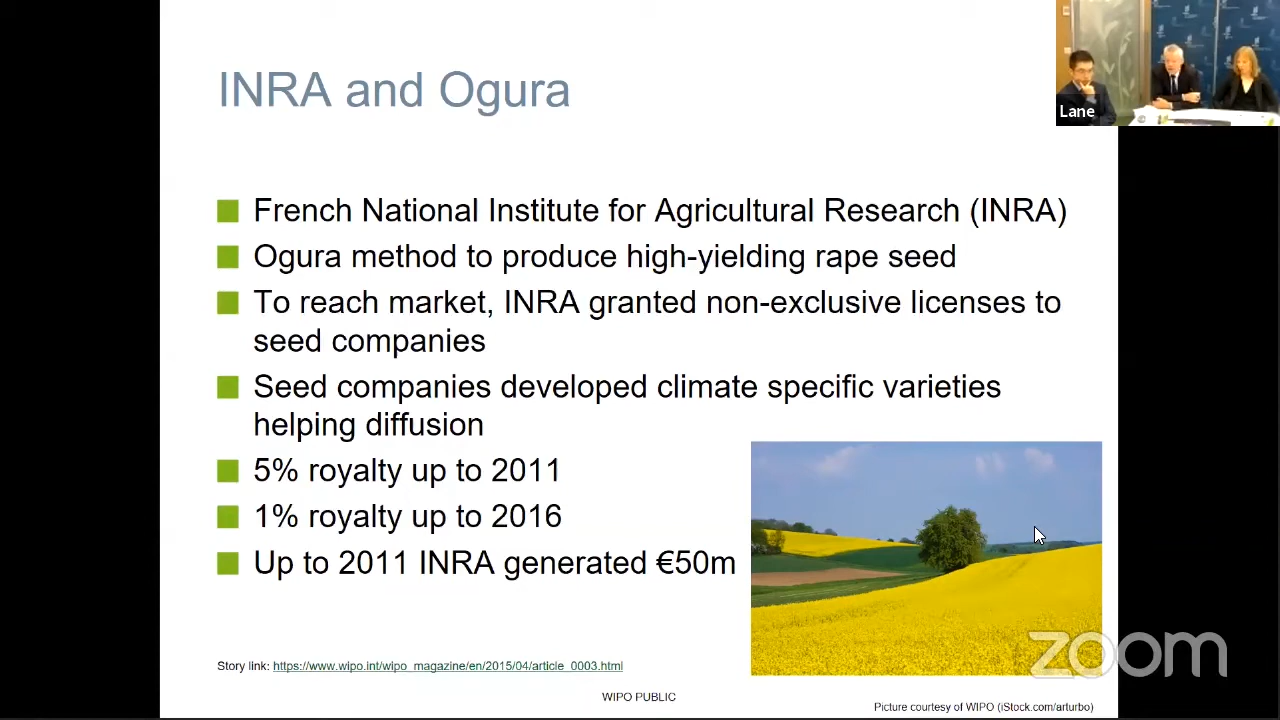 INRA and Ogura
Lane
French National Institute for Agricultural Research (INRA)
Ogura method to produce high-yielding rape seed
To reach market, INRA granted non-exclusive licenses to
seed companies
Seed companies developed climate specific varieties
helping diffusion
5% royalty up to 2011
1% royalty up to 2016
Up to 2011 INRA generated €50m
zoom
Story link: https://www.wipo.int/wipo_magazine/en/2015/04/article_0003.html
WIPO PUBLIC
Picture courtesy of WIPO (iStock.com/arturbo)